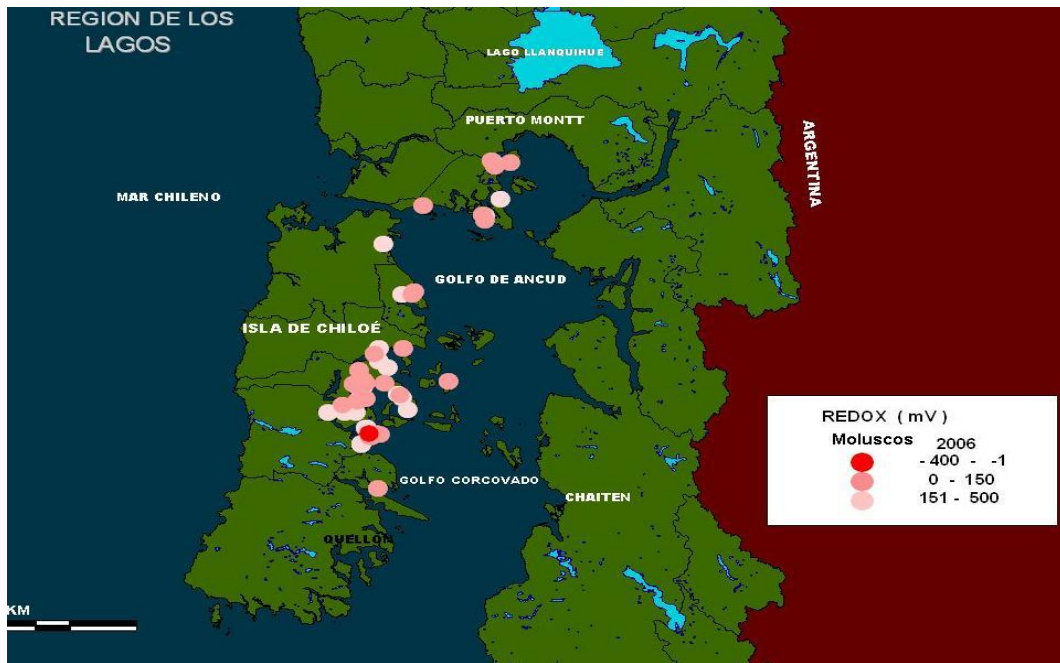 REGION DE LOS
LAGOS
LAGO LLANQUIHUE
PUERTO MONTT
ARGENTINA
MAR CHILENO
GOLFO DE ANCUD
ISLA DE CHILOÉ
REDOX ( mV )
Moluscos 2006
- 400 - -1
0 - 150
151 - 500
GOLFO CORCOVADO
CHAITEN
QUELLON
KM